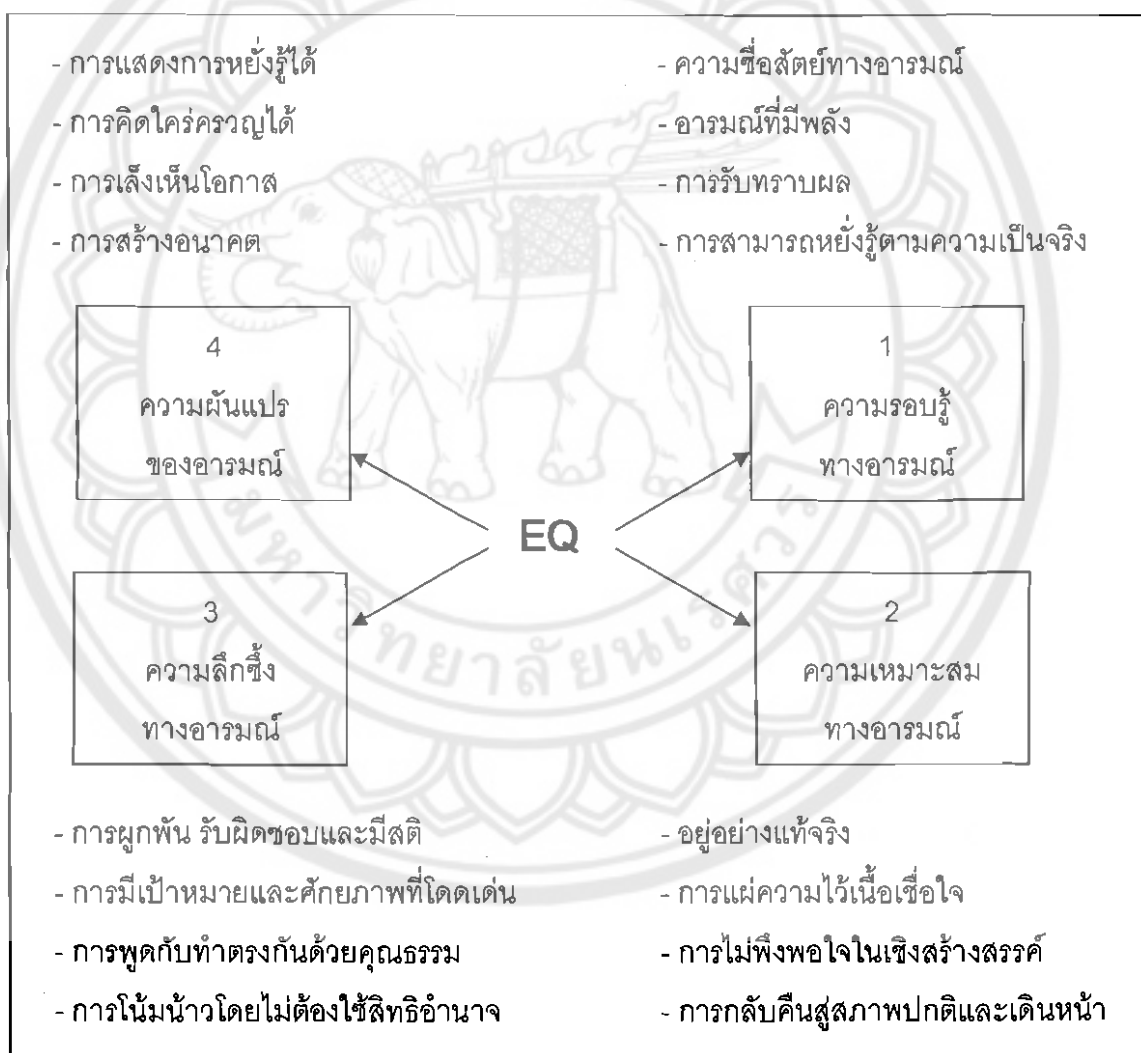 - การแสดงการหยั่งรู้ได้
- การคิดใคร่ครวญได้
- การเล็งเห็นโอกาส
- การสร้างอนาคต
- ความซื่อสัตย์ทางอารมณ์
- อารมณ์ที่มีพลัง
- การรับทราบผล
- การสามารถหยั่งรู้ตามความเป็นจริง
4
ความผันแปร
ของอารมณ์
1
ความรอบรู้
ทางอารมณ์
EQ
3
ความลึกซึ้ง
ทางอารมณ์
2
ความเหมาะสม
ทางอารมณ์
- การผูกพัน รับผิดชอบและมีสติ
- การมีเป้าหมายและศักยภาพที่โดดเด่น
- การพูดกับทำตรงกันด้วยคุณธรรม
- การโน้มน้าวโดยไม่ต้องใช้สิทธิอำนาจ
- อยู่อย่างแท้จริง
- การแผ่ความไว้เนื้อเชื่อใจ
- การไม่พึงพอใจในเชิงสร้างสรรค์
- การกลับคืนสู่สภาพปกติและเดินหน้า
มหาวิทยาลัยนเรศวร